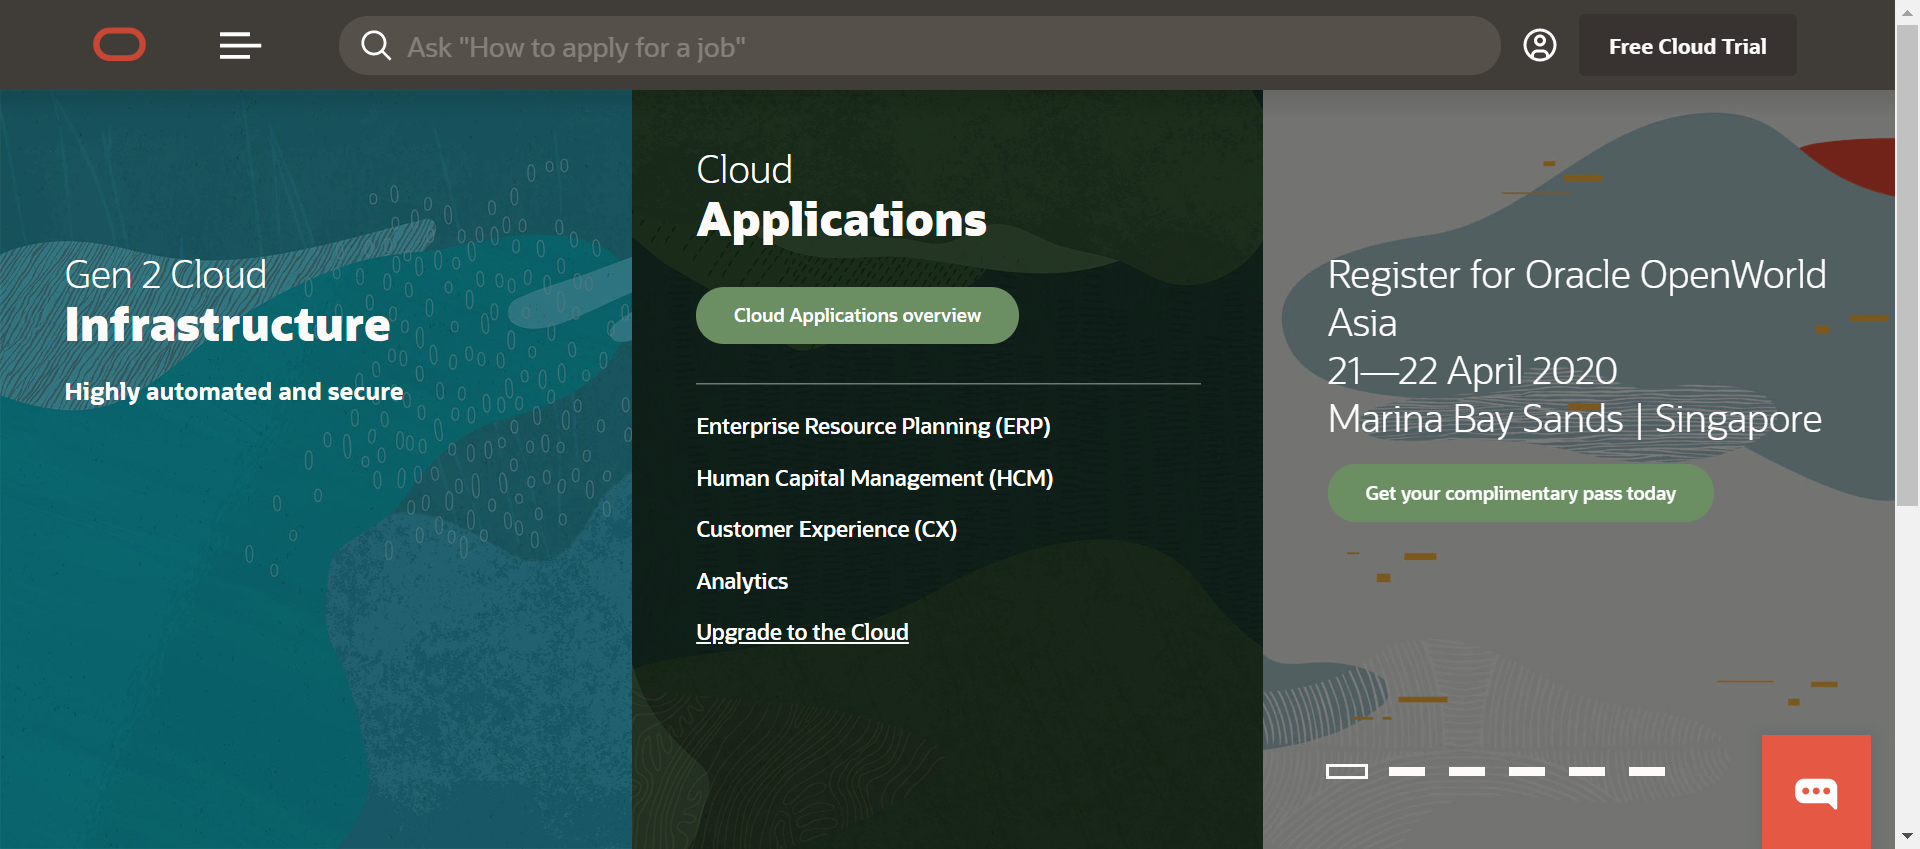 Ask "How to apply for a job"
Free Cloud Trial
Gen 2 Cloud
Infrastructure
Highly automated and secure
Cloud
Applications
Cloud Applications overview
Enterprise Resource Planning (ERP)
Human Capital Management (HCM)
Customer Experience (CX)
Analytics
Upgrade to the Cloud
Register for Oracle OpenWorld
Asia
21—22 April 2020
Marina Bay Sands | Singapore
Get your complimentary pass today